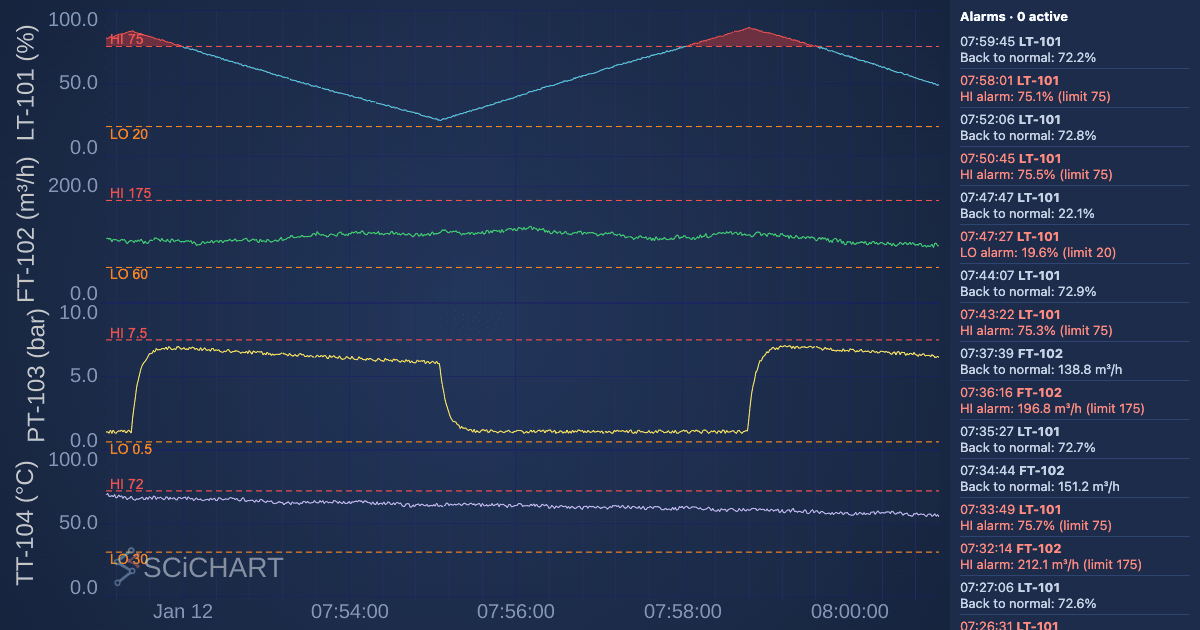 LT-101 (%)
100.0
50.0
0.0
HI 75
LO 20
FT-102 (m³/h)
200.0
0.0
HI 175
LO 60
PT-103 (bar)
10.0
5.0
0.0
HI 7.5
LO 0.5
TT-104 (°C)
100.0
50.0
0.0
HI 72
LO 30
SCiCHART
Jan 12
07:54:00
07:56:00
07:58:00
08:00:00
Alarms · 0 active
07:59:45 LT-101
Back to normal: 72.2%
07:58:01 LT-101
HI alarm: 75.1% (limit 75)
07:52:06 LT-101
Back to normal: 72.8%
07:50:45 LT-101
HI alarm: 75.5% (limit 75)
07:47:47 LT-101
Back to normal: 22.1%
07:47:27 LT-101
LO alarm: 19.6% (limit 20)
07:44:07 LT-101
Back to normal: 72.9%
07:43:22 LT-101
HI alarm: 75.3% (limit 75)
07:37:39 FT-102
Back to normal: 138.8 m³/h
07:36:16 FT-102
HI alarm: 196.8 m³/h (limit 175)
07:35:27 LT-101
Back to normal: 72.7%
07:34:44 FT-102
Back to normal: 151.2 m³/h
07:33:49 LT-101
HI alarm: 75.7% (limit 75)
07:32:14 FT-102
HI alarm: 212.1 m³/h (limit 175)
07:27:06 LT-101
Back to normal: 72.6%
07:26:31 LT-101